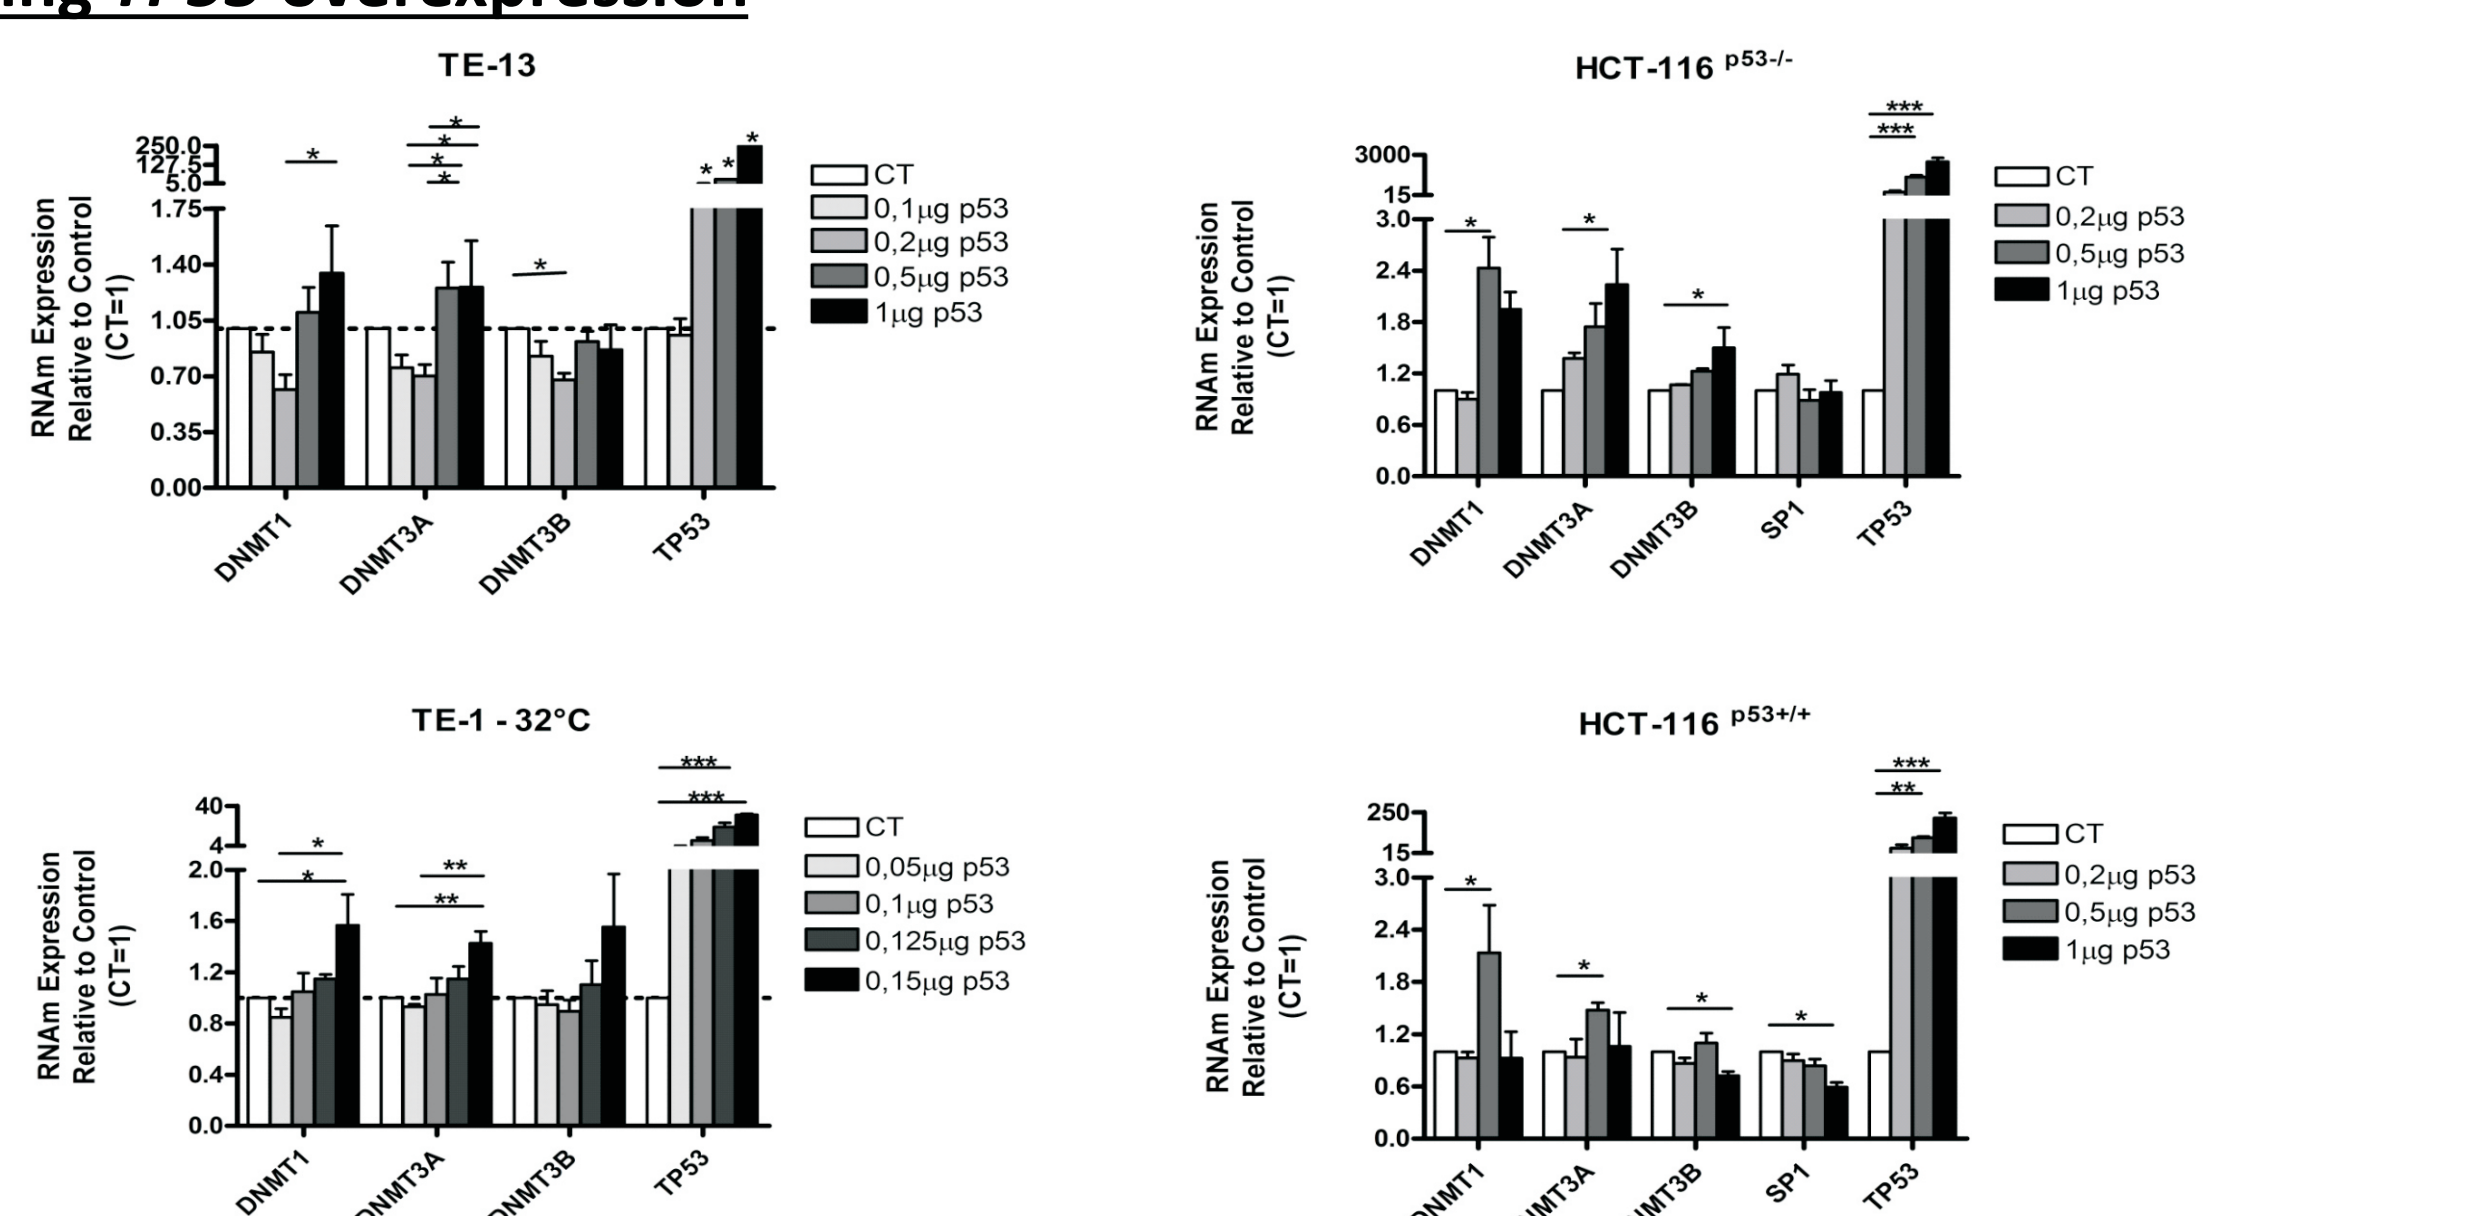 overexpression
TE-13
* * * * * * * * * *
250.0
127.5
5.0
1.75
1.40
1.05
0.70
0.35
0.00
RNAm Expression
Relative to Control
(CT=1)
DNMT1
DNMT3A
DNMT3B
TP53
CT
0,1µg p53
0,2µg p53
0,5µg p53
1µg p53
HCT-116 p53-/-
*** ***
* * *
3000
15
3.0
2.4
1.8
1.2
0.6
0.0
RNAm Expression
Relative to Control
(CT=1)
DNMT1
DNMT3A
DNMT3B
SP1
TP53
CT
0,2µg p53
0,5µg p53
1µg p53
TE-1 - 32°C
*** ***
* * ** **
40
4
2.0
1.6
1.2
0.8
0.4
0.0
RNAm Expression
Relative to Control
(CT=1)
DNMT1
DNMT3A
DNMT3B
TP53
CT
0,05µg p53
0,1µg p53
0,125µg p53
0,15µg p53
HCT-116 p53+/+
*** **
* * * *
250
15
3.0
2.4
1.8
1.2
0.6
0.0
RNAm Expression
Relative to Control
(CT=1)
DNMT1
NMT3A
NMT3B
SP1
TP53
CT
0,2µg p53
0,5µg p53
1µg p53